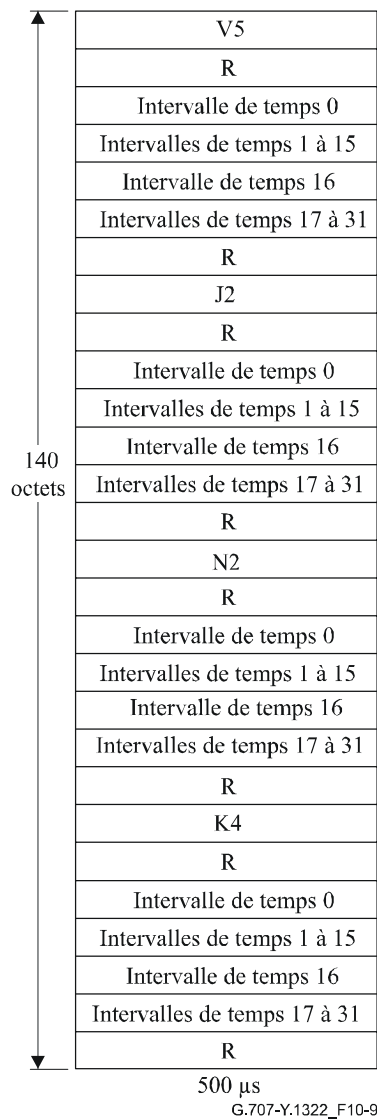 V5
R
Intervalle de temps 0
Intervalles de temps 1 à 15
Intervalle de temps 16
Intervalles de temps 17 à 31
R
J2
R
Intervalle de temps 0
Intervalles de temps 1 à 15
Intervalle de temps 16
140
octets
Intervalles de temps 17 à 31
R
N2
R
Intervalle de temps 0
Intervalles de temps 1 à 15
Intervalle de temps 16
Intervalles de temps 17 à 31
R
K4
R
Intervalle de temps 0
Intervalles de temps 1 à 15
Intervalle de temps 16
Intervalles de temps 17 à 31
R
500 µs
G.707-Y.1322_F10-9